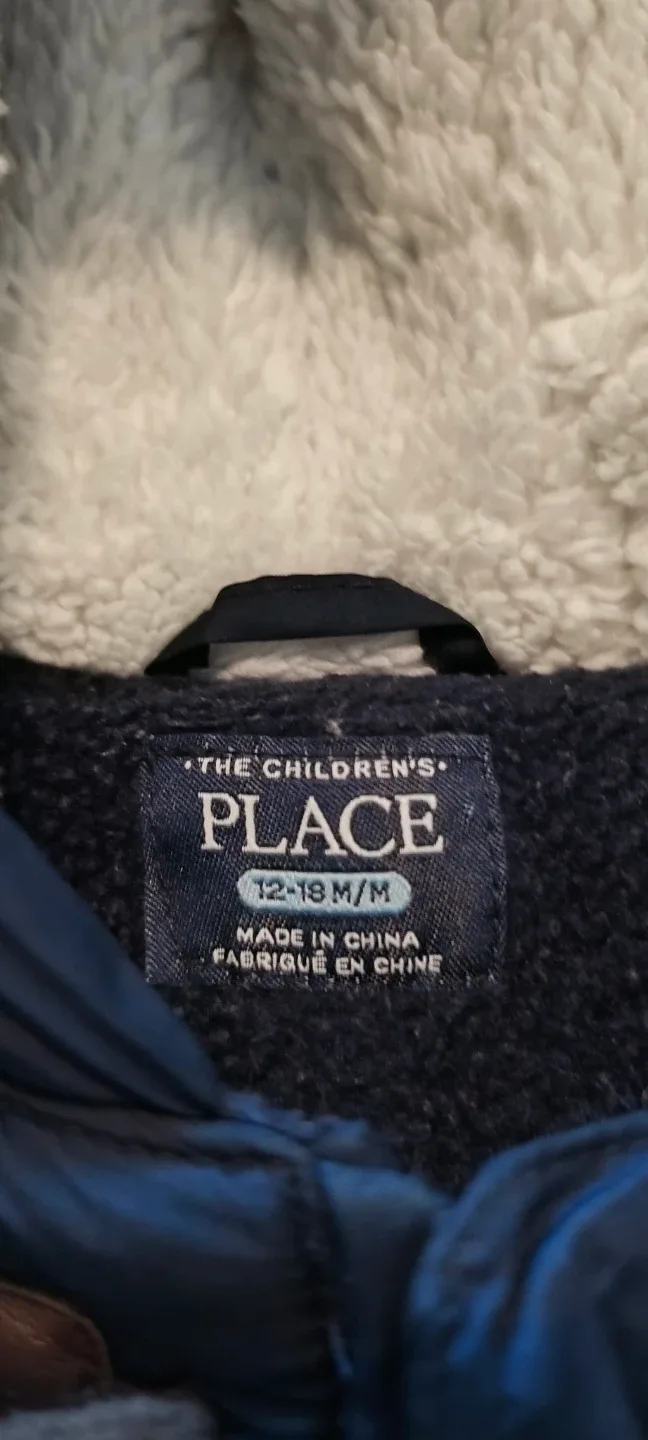 •THE CHILDREN'S•
PLACE
12-18 M/M
MADE IN CHINA
FABRIQUÉ EN CHINE